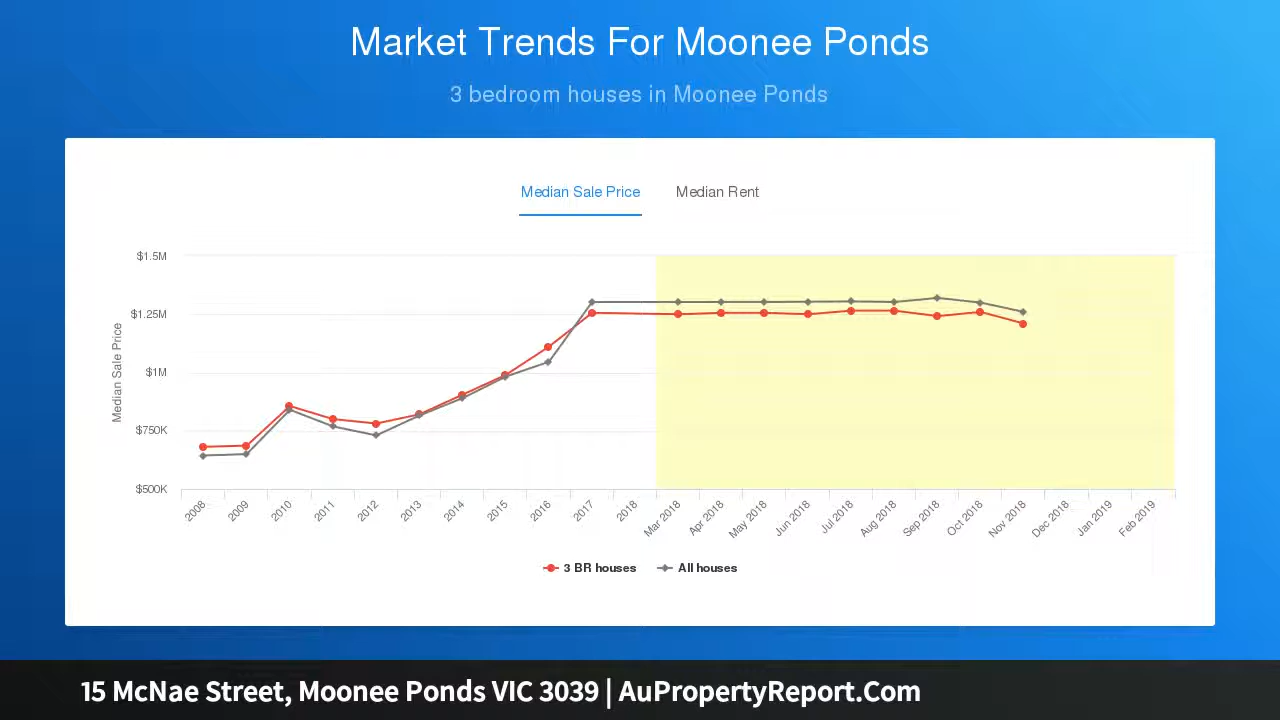 Market Trends For Moonee Ponds
3 bedroom houses in Moonee Ponds
Median Sale Price
Median Rent
Median Sale Price
$1.5M
$1.25M
$1M
$750K
$500K
2008
2009
2010
2011
2012
2013
2014
2015
2016
2017
2018
Mar 2018
Apr 2018
May 2018
Jun 2018
Jul 2018
Aug 2018
Sep 2018
Oct 2018
Nov 2018
Dec 2018
Jan 2019
Feb 2019
3 BR houses
All houses
15 McNae Street, Moonee Ponds VIC 3039 | AuPropertyReport.Com